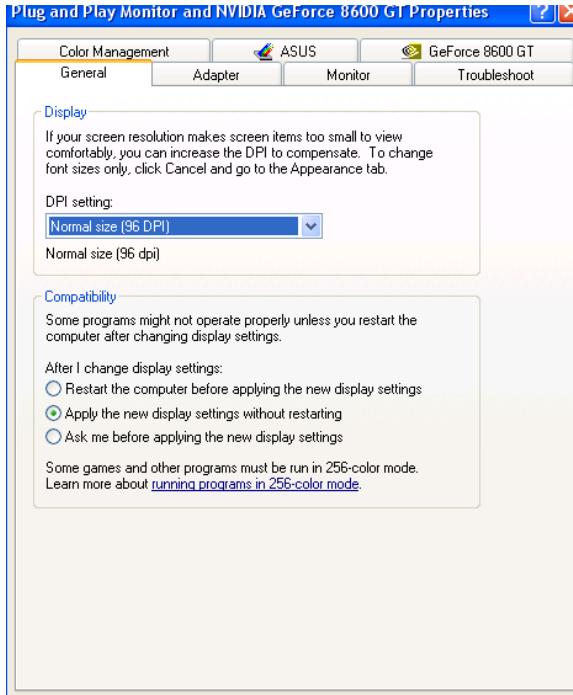 Plug and Play Monitor and NVIDIA GeForce 8600 GT Properties
Color Management ASUS GeForce 8600 GT
General Adapter Monitor Troubleshoot
Display
If your screen resolution makes screen items too small to view
comfortably, you can increase the DPI to compensate. To change
font sizes only, click Cancel and go to the Appearance tab.
DPI setting:
Normal size (96 DPI)
Normal size (96 dpi)
Compatibility
Some programs might not operate properly unless you restart the
computer after changing display settings.
After I change display settings:
Restart the computer before applying the new display settings
Apply the new display settings without restarting
Ask me before applying the new display settings
Some games and other programs must be run in 256-color mode.
Learn more about running programs in 256-color mode.